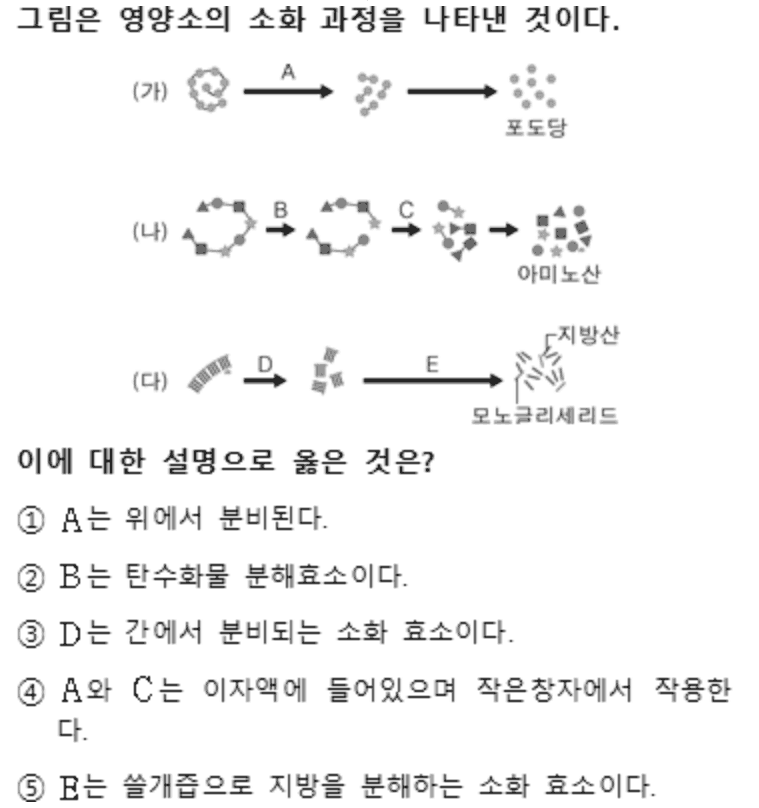 그림은 영양소의 소화 과정을 나타낸 것이다.
(가) A 포도당
(나) B C 아미노산
(다) D E 지방산
모노글리세리드
이에 대한 설명으로 옳은 것은?
① A는 위에서 분비된다.
② B는 탄수화물 분해효소이다.
③ D는 간에서 분비되는 소화 효소이다.
④ A와 C는 이자액에 들어있으며 작은창자에서 작용한
다.
⑤ E는 쓸개즙으로 지방을 분해하는 소화 효소이다.